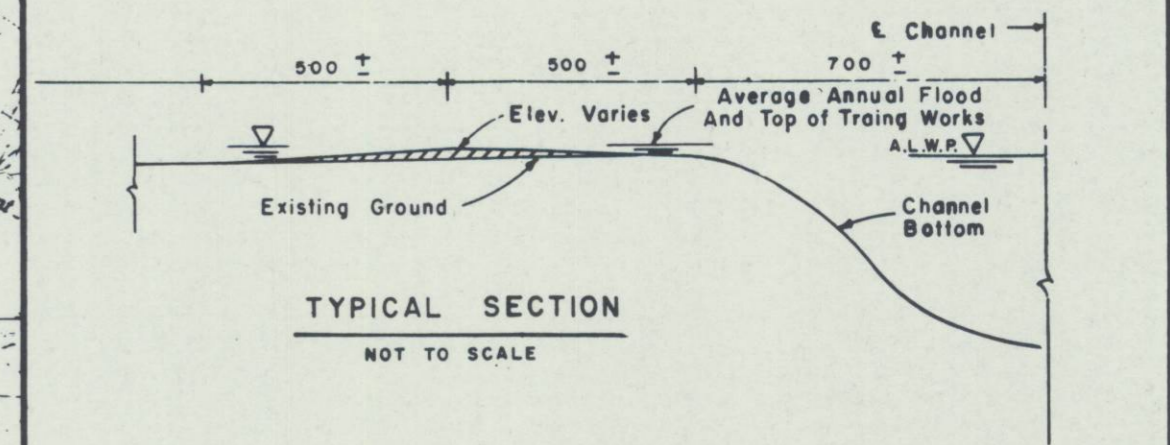 ℄ Channel
500 ±
500 ±
700 ±
Elev. Varies
Average Annual Flood
And Top of Traing Works
A.L.W.P.
Existing Ground
Channel
Bottom
TYPICAL SECTION
NOT TO SCALE